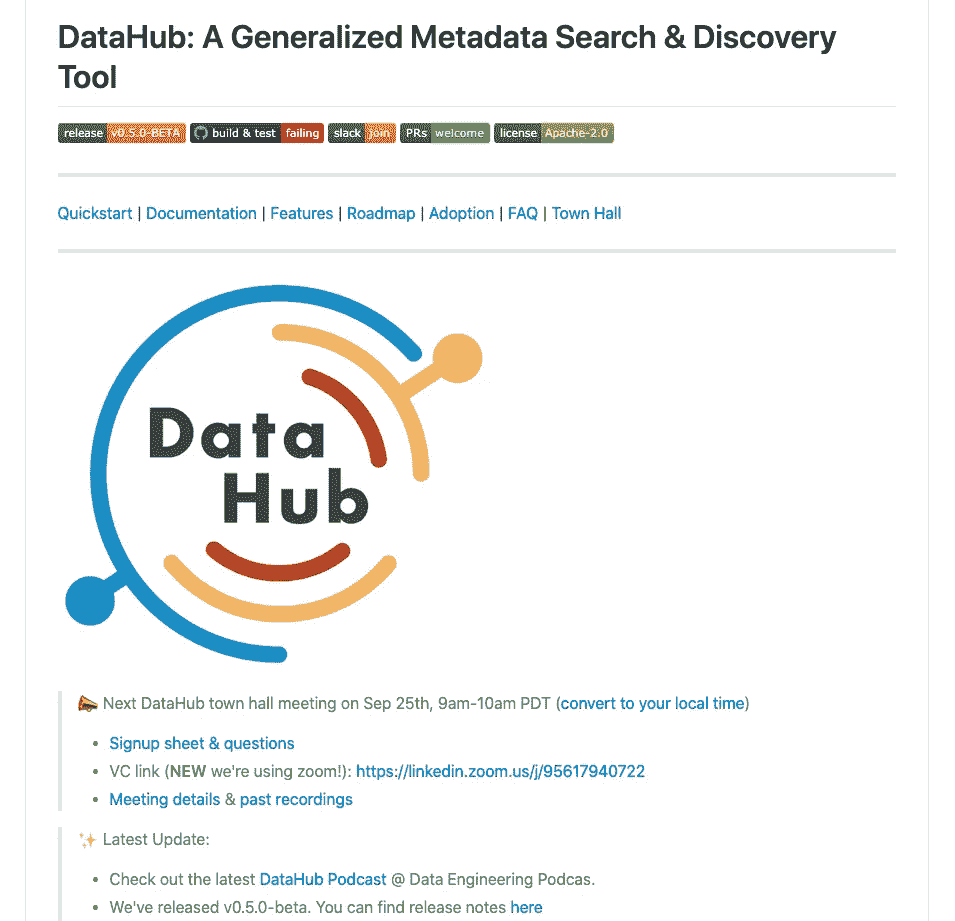 DataHub: A Generalized Metadata Search & Discovery
Tool
release v0.5.0-BETA build & test failing slack join PRs welcome license Apache-2.0
Quickstart | Documentation | Features | Roadmap | Adoption | FAQ | Town Hall
Data
Hub
Next DataHub town hall meeting on Sep 25th, 9am-10am PDT (convert to your local time)
• Signup sheet & questions
• VC link (NEW we're using zoom!): https://linkedin.zoom.us/j/95617940722
• Meeting details & past recordings
Latest Update:
• Check out the latest DataHub Podcast @ Data Engineering Podcas.
• We've released v0.5.0-beta. You can find release notes here